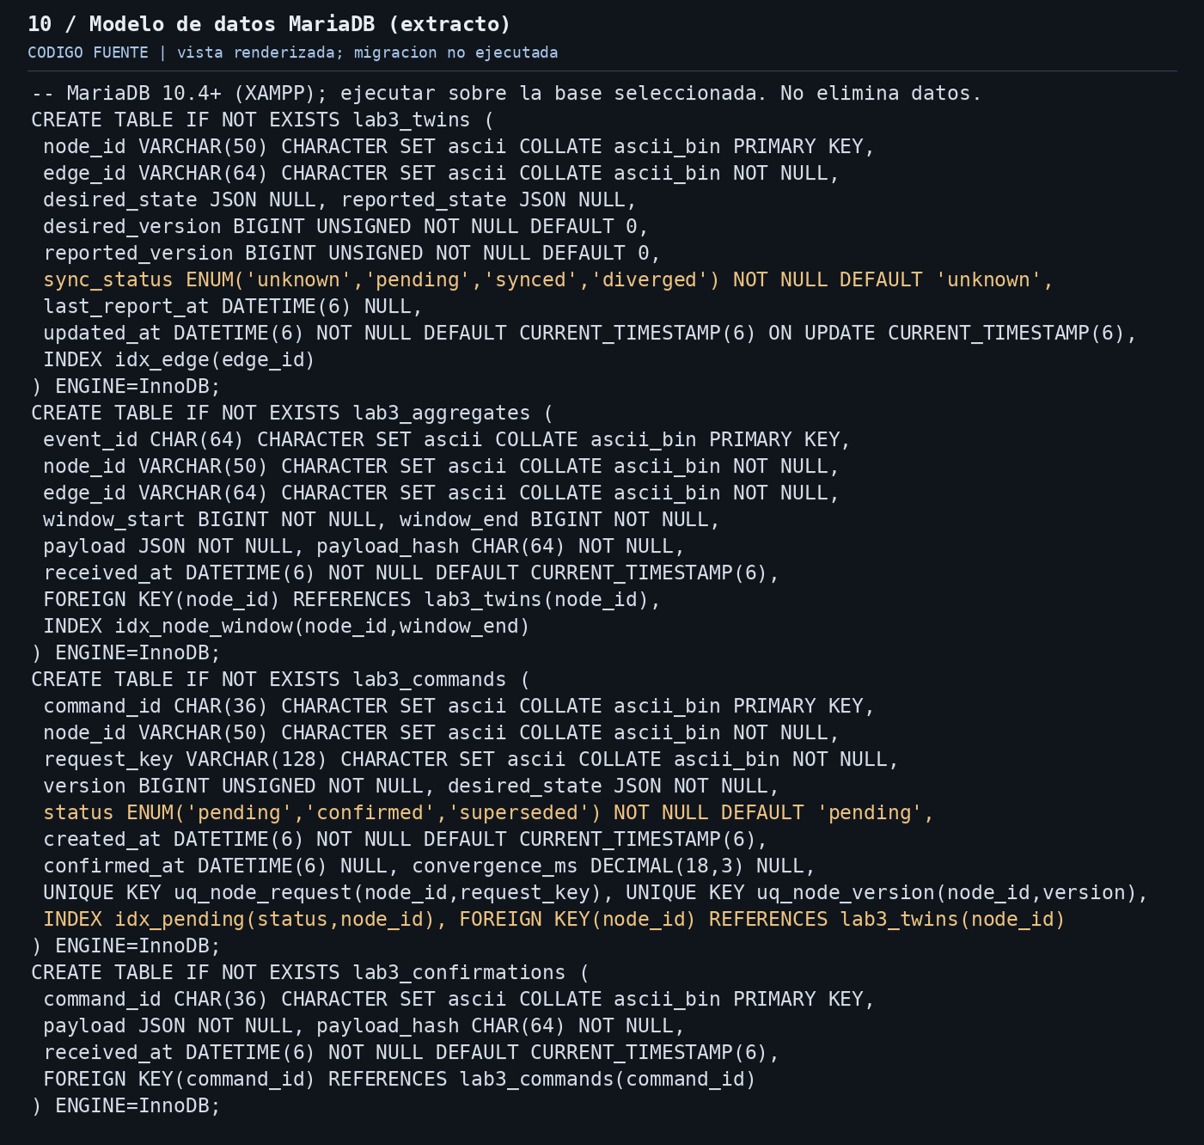 10 / Modelo de datos MariaDB (extracto)
CODIGO FUENTE | vista renderizada; migracion no ejecutada
-- MariaDB 10.4+ (XAMPP); ejecutar sobre la base seleccionada. No elimina datos.
CREATE TABLE IF NOT EXISTS lab3_twins (
 node_id VARCHAR(50) CHARACTER SET ascii COLLATE ascii_bin PRIMARY KEY,
 edge_id VARCHAR(64) CHARACTER SET ascii COLLATE ascii_bin NOT NULL,
 desired_state JSON NULL, reported_state JSON NULL,
 desired_version BIGINT UNSIGNED NOT NULL DEFAULT 0,
 reported_version BIGINT UNSIGNED NOT NULL DEFAULT 0,
 sync_status ENUM('unknown','pending','synced','diverged') NOT NULL DEFAULT 'unknown',
 last_report_at DATETIME(6) NULL,
 updated_at DATETIME(6) NOT NULL DEFAULT CURRENT_TIMESTAMP(6) ON UPDATE CURRENT_TIMESTAMP(6),
 INDEX idx_edge(edge_id)
) ENGINE=InnoDB;
CREATE TABLE IF NOT EXISTS lab3_aggregates (
 event_id CHAR(64) CHARACTER SET ascii COLLATE ascii_bin PRIMARY KEY,
 node_id VARCHAR(50) CHARACTER SET ascii COLLATE ascii_bin NOT NULL,
 edge_id VARCHAR(64) CHARACTER SET ascii COLLATE ascii_bin NOT NULL,
 window_start BIGINT NOT NULL, window_end BIGINT NOT NULL,
 payload JSON NOT NULL, payload_hash CHAR(64) NOT NULL,
 received_at DATETIME(6) NOT NULL DEFAULT CURRENT_TIMESTAMP(6),
 FOREIGN KEY(node_id) REFERENCES lab3_twins(node_id),
 INDEX idx_node_window(node_id,window_end)
) ENGINE=InnoDB;
CREATE TABLE IF NOT EXISTS lab3_commands (
 command_id CHAR(36) CHARACTER SET ascii COLLATE ascii_bin PRIMARY KEY,
 node_id VARCHAR(50) CHARACTER SET ascii COLLATE ascii_bin NOT NULL,
 request_key VARCHAR(128) CHARACTER SET ascii COLLATE ascii_bin NOT NULL,
 version BIGINT UNSIGNED NOT NULL, desired_state JSON NOT NULL,
 status ENUM('pending','confirmed','superseded') NOT NULL DEFAULT 'pending',
 created_at DATETIME(6) NOT NULL DEFAULT CURRENT_TIMESTAMP(6),
 confirmed_at DATETIME(6) NULL, convergence_ms DECIMAL(18,3) NULL,
 UNIQUE KEY uq_node_request(node_id,request_key), UNIQUE KEY uq_node_version(node_id,version),
 INDEX idx_pending(status,node_id), FOREIGN KEY(node_id) REFERENCES lab3_twins(node_id)
) ENGINE=InnoDB;
CREATE TABLE IF NOT EXISTS lab3_confirmations (
 command_id CHAR(36) CHARACTER SET ascii COLLATE ascii_bin PRIMARY KEY,
 payload JSON NOT NULL, payload_hash CHAR(64) NOT NULL,
 received_at DATETIME(6) NOT NULL DEFAULT CURRENT_TIMESTAMP(6),
 FOREIGN KEY(command_id) REFERENCES lab3_commands(command_id)
) ENGINE=InnoDB;